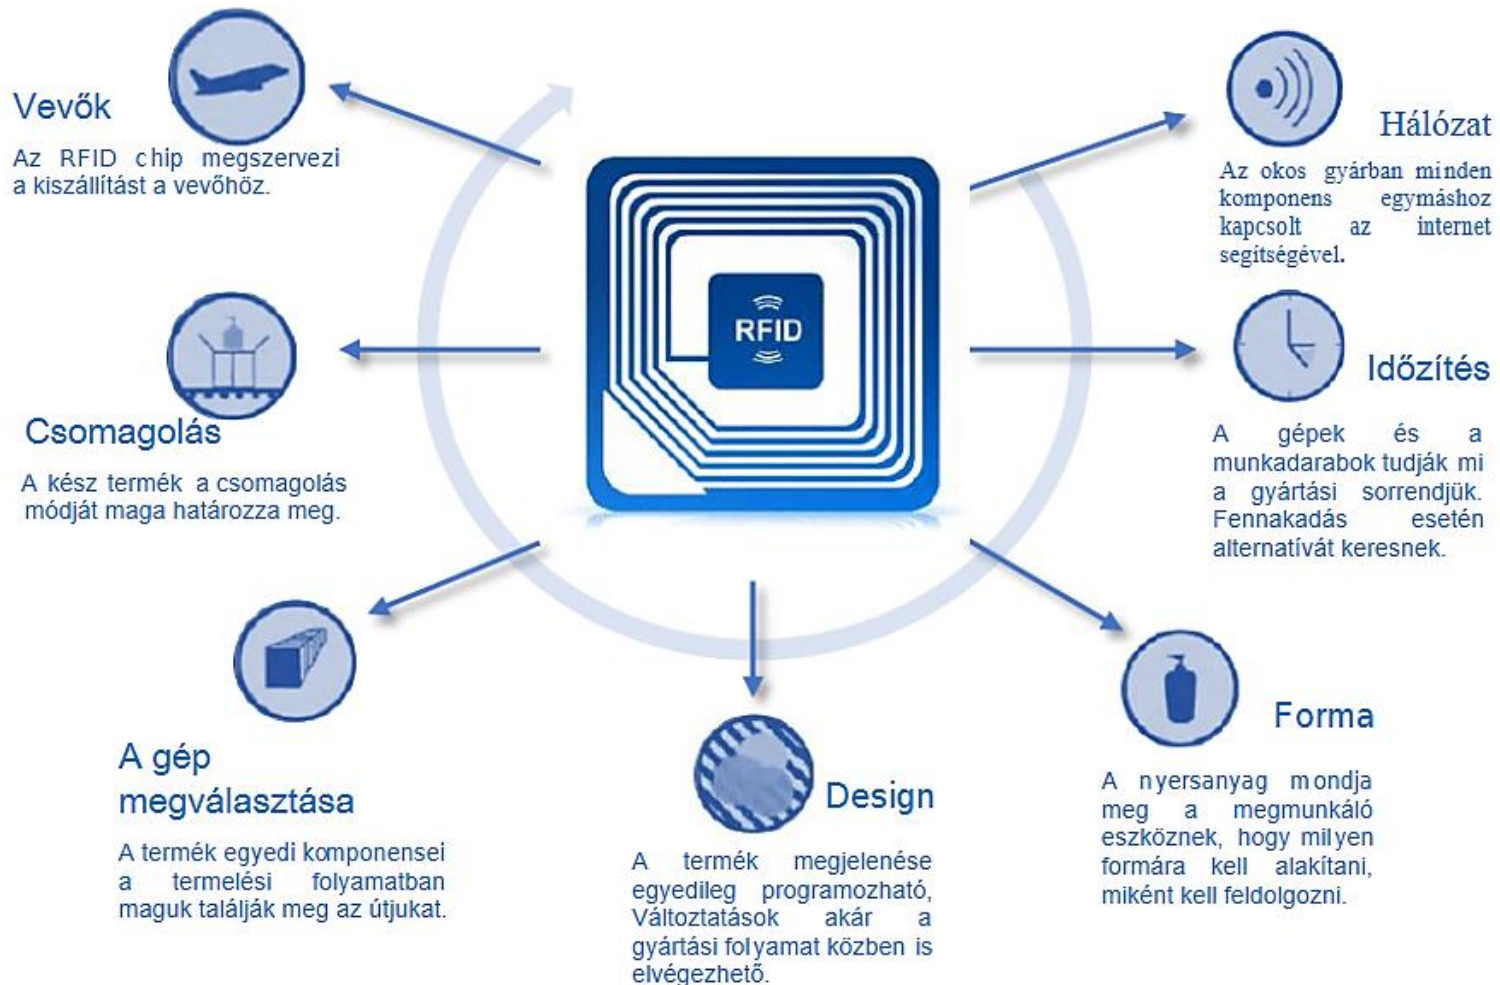 Vevők
Az RFID chip megszervezi
a kiszállítást a vevőhöz.
Csomagolás
A kész termék a csomagolás
módját maga határozza meg.
A gép
megválasztása
A termék egyedi komponensei
a termelési folyamatban
maguk találják meg az útjukat.
RFID
Design
A termék megjelenése
egyedileg programozható,
Változtatások akár a
gyártási folyamat közben is
elvégezhető.
Hálózat
Az okos gyárban minden
komponens egymáshoz
kapcsolt az internet
segítségével.
Időzítés
A gépek és a
munkadarabok tudják mi
a gyártási sorrendjük.
Fennakadás esetén
alternatívát keresnek.
Forma
A nyersanyag mondja
meg a megmunkáló
eszköznek, hogy milyen
formára kell alakítani,
miként kell feldolgozni.